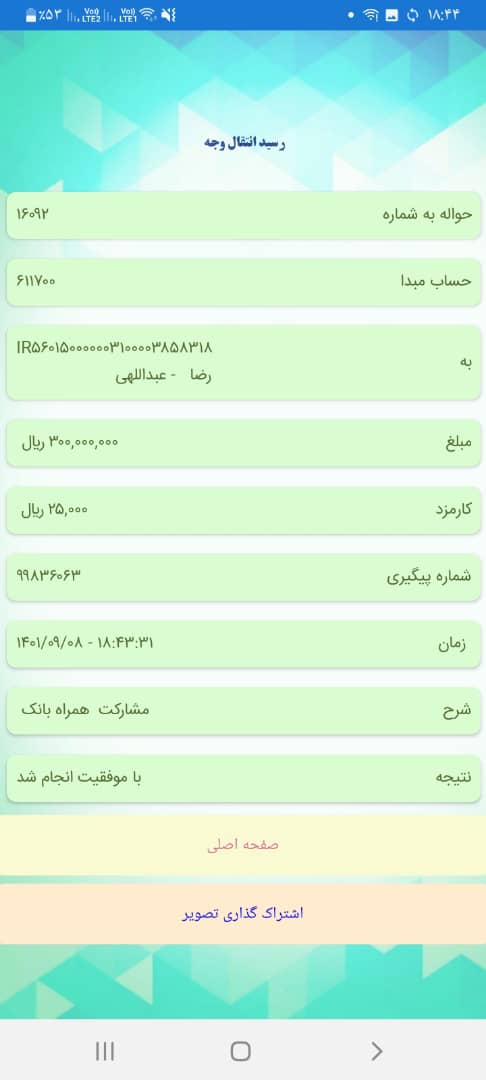 ۱۸:۴۴
٪۵۳
Vo) LTE2
Vo) LTE1
رسید انتقال وجه
حواله به شماره ۱۶۰۹۲
حساب مبدا ۶۱۱۷۰۰
به IR۵۶۰۱۵۰۰۰۰۰۰۳۱۰۰۰۰۳۸۵۸۳۱۸
رضا - عبداللهی
مبلغ ۳۰۰,۰۰۰,۰۰۰ ریال
کارمزد ۲۵,۰۰۰ ریال
شماره پیگیری ۹۹۸۳۶۰۶۳
زمان ۱۴۰۱/۰۹/۰۸ - ۱۸:۴۳:۳۱
شرح مشارکت همراه بانک
نتیجه با موفقیت انجام شد
صفحه اصلی
اشتراک گذاری تصویر